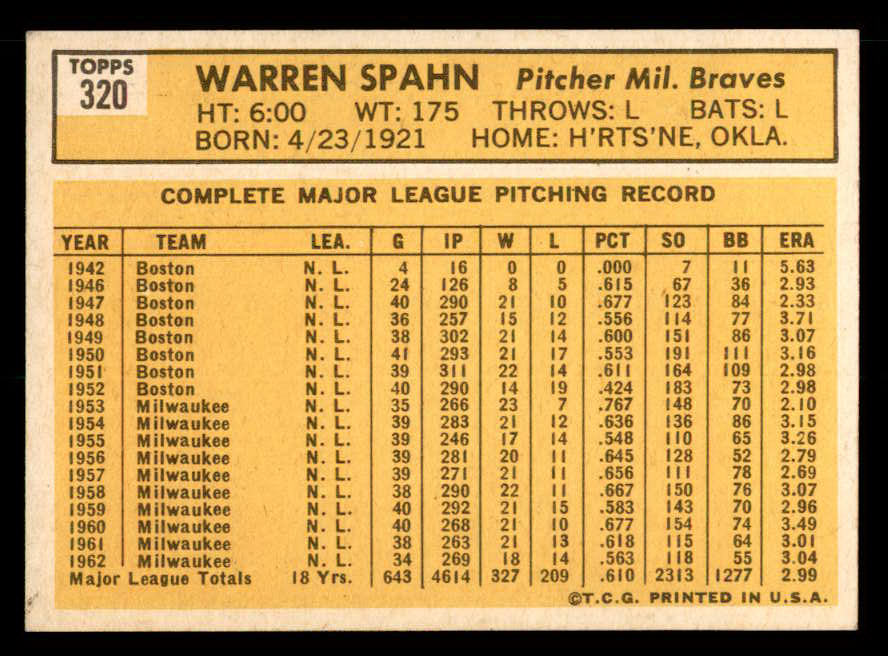 TOPPS
320
WARREN SPAHN Pitcher Mil. Braves
HT: 6:00 WT: 175 THROWS: L BATS: L
BORN: 4/23/1921 HOME: H'RTS'NE, OKLA.
COMPLETE MAJOR LEAGUE PITCHING RECORD
YEAR TEAM LEA. G IP W L PCT SO BB ERA
1942 Boston N. L. 4 16 0 0 .000 7 11 5.63
1946 Boston N. L. 24 126 8 5 .615 67 36 2.93
1947 Boston N. L. 40 290 21 10 .677 123 84 2.33
1948 Boston N. L. 36 257 15 12 .556 114 77 3.71
1949 Boston N. L. 38 302 21 14 .600 151 86 3.07
1950 Boston N. L. 41 293 21 17 .553 191 111 3.16
1951 Boston N. L. 39 311 22 14 .611 164 109 2.98
1952 Boston N. L. 40 290 14 19 .424 183 73 2.98
1953 Milwaukee N. L. 35 266 23 7 .767 148 70 2.10
1954 Milwaukee N. L. 39 283 21 12 .636 136 86 3.15
1955 Milwaukee N. L. 39 246 17 14 .548 110 65 3.26
1956 Milwaukee N. L. 39 281 20 11 .645 128 52 2.79
1957 Milwaukee N. L. 39 271 21 11 .656 111 78 2.69
1958 Milwaukee N. L. 38 290 22 11 .667 150 76 3.07
1959 Milwaukee N. L. 40 292 21 15 .583 143 70 2.96
1960 Milwaukee N. L. 40 268 21 10 .677 154 74 3.49
1961 Milwaukee N. L. 38 263 21 13 .618 115 64 3.01
1962 Milwaukee N. L. 34 269 18 14 .563 118 55 3.04
Major League Totals 18 Yrs. 643 4614 327 209 .610 2313 1277 2.99
©T.C.G. PRINTED IN U.S.A.